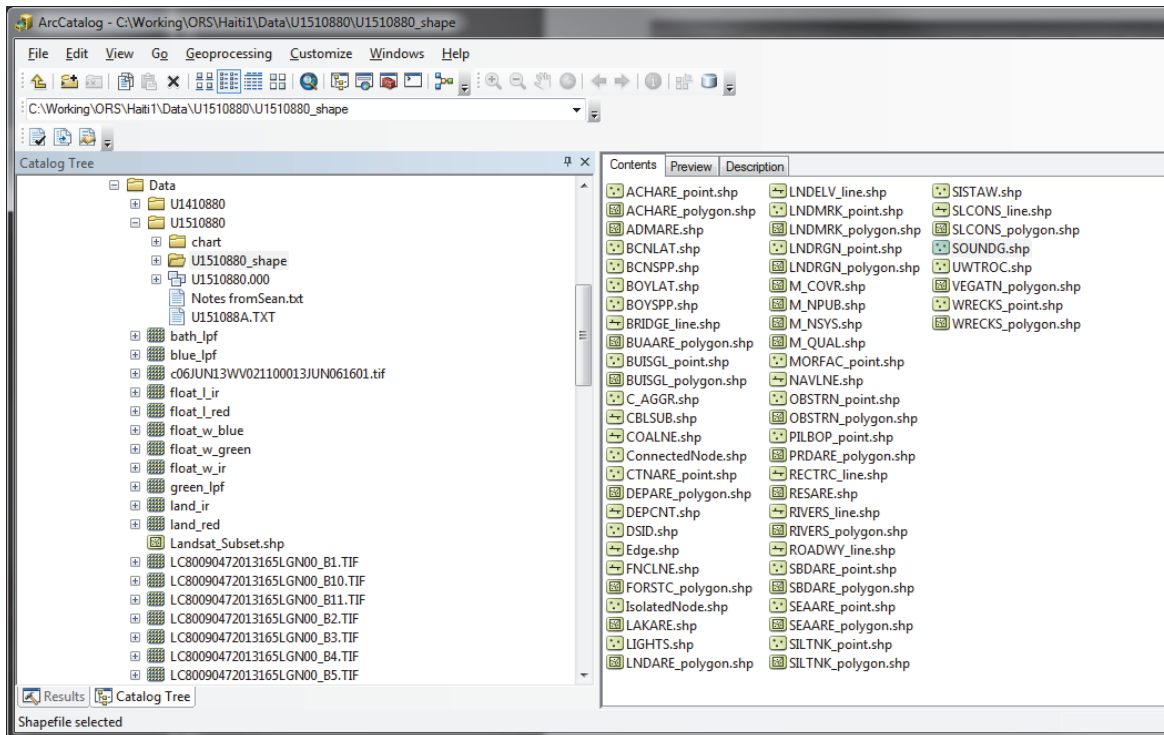 ArcCatalog - C:\Working\ORS\Haiti1\Data\U1510880\U1510880_shape
File Edit View Go Geoprocessing Customize Windows Help
C:\Working\ORS\Haiti1\Data\U1510880\U1510880_shape
Catalog Tree
Data
U1410880
U1510880
chart
U1510880_shape
U1510880.000
Notes fromSean.txt
U151088A.TXT
bath_lpf
blue_lpf
c06JUN13WV021100013JUN061601.tif
float_l_ir
float_l_red
float_w_blue
float_w_green
float_w_ir
green_lpf
land_ir
land_red
Landsat_Subset.shp
LC80090472013165LGN00_B1.TIF
LC80090472013165LGN00_B10.TIF
LC80090472013165LGN00_B11.TIF
LC80090472013165LGN00_B2.TIF
LC80090472013165LGN00_B3.TIF
LC80090472013165LGN00_B4.TIF
LC80090472013165LGN00_B5.TIF
Results Catalog Tree
Contents Preview Description
ACHARE_point.shp
ACHARE_polygon.shp
ADMARE.shp
BCNLAT.shp
BCNSPP.shp
BOYLAT.shp
BOYSPP.shp
BRIDGE_line.shp
BUAARE_polygon.shp
BUISGL_point.shp
BUISGL_polygon.shp
C_AGGR.shp
CBLSUB.shp
COALNE.shp
ConnectedNode.shp
CTNARE_point.shp
DEPARE_polygon.shp
DEPCNT.shp
DSID.shp
Edge.shp
FNCLNE.shp
FORSTC_polygon.shp
IsolatedNode.shp
LAKARE.shp
LIGHTS.shp
LNDARE_polygon.shp
LNDELV_line.shp
LNDMRK_point.shp
LNDMRK_polygon.shp
LNDRGN_point.shp
LNDRGN_polygon.shp
M_COVR.shp
M_NPUB.shp
M_NSYS.shp
M_QUAL.shp
MORFAC_point.shp
NAVLNE.shp
OBSTRN_point.shp
OBSTRN_polygon.shp
PILBOP_point.shp
PRDARE_polygon.shp
RECTRC_line.shp
RESARE.shp
RIVERS_line.shp
RIVERS_polygon.shp
ROADWY_line.shp
SBDARE_point.shp
SBDARE_polygon.shp
SEAARE_point.shp
SEAARE_polygon.shp
SILTNK_point.shp
SILTNK_polygon.shp
SISTAW.shp
SLCONS_line.shp
SLCONS_polygon.shp
SOUNDG.shp
UWTROC.shp
VEGATN_polygon.shp
WRECKS_point.shp
WRECKS_polygon.shp
Shapefile selected